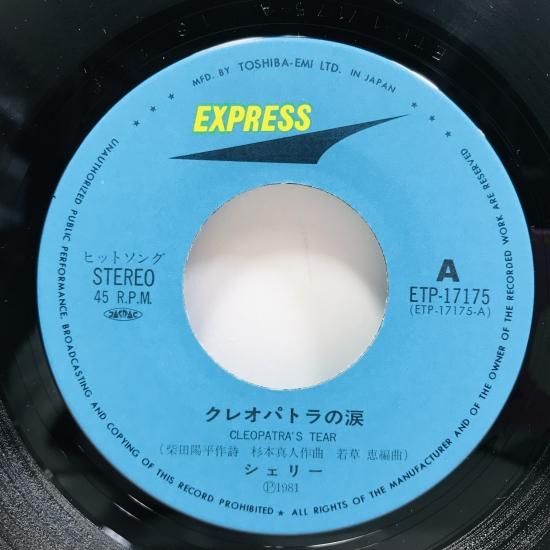 MFD. BY TOSHIBA-EMI LTD. IN JAPAN
EXPRESS
ヒットソング
STEREO
45 R.P.M.
JASRAC
A
ETP-17175
(ETP-17175-A)
クレオパトラの涙
CLEOPATRA'S TEAR
(柴田陽平作詩 杉本真人作曲 若草 恵編曲)
シェリー
Ⓟ1981
UNAUTHORIZED PUBLIC PERFORMANCE, BROADCASTING AND COPYING OF THIS RECORD PROHIBITED ★ ALL RIGHTS OF THE MANUFACTURER AND OF THE OWNER OF THE RECORDED WORK ARE RESERVED